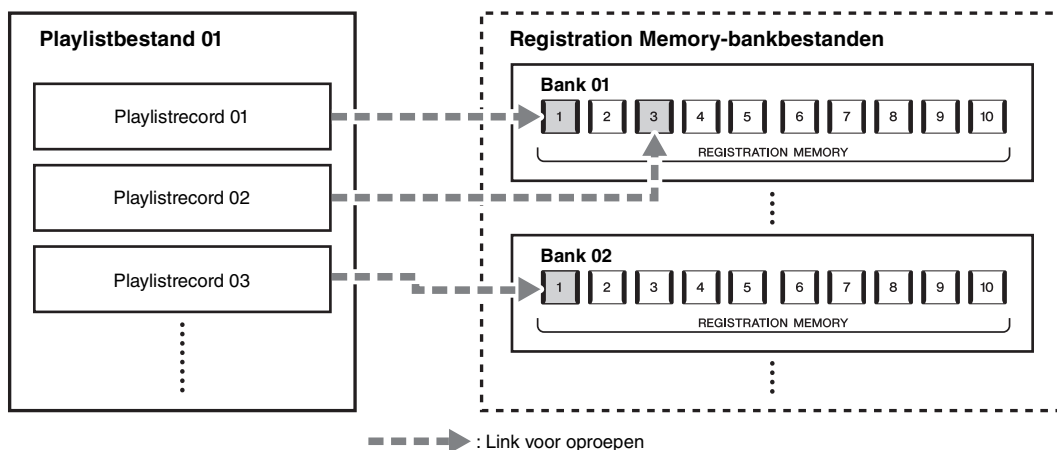 Playlistbestand 01
Playlistrecord 01
Playlistrecord 02
Playlistrecord 03
Registration Memory-bankbestanden
Bank 01
1 2 3 4 5 6 7 8 9 10
REGISTRATION MEMORY
Bank 02
1 2 3 4 5 6 7 8 9 10
REGISTRATION MEMORY
: Link voor oproepen